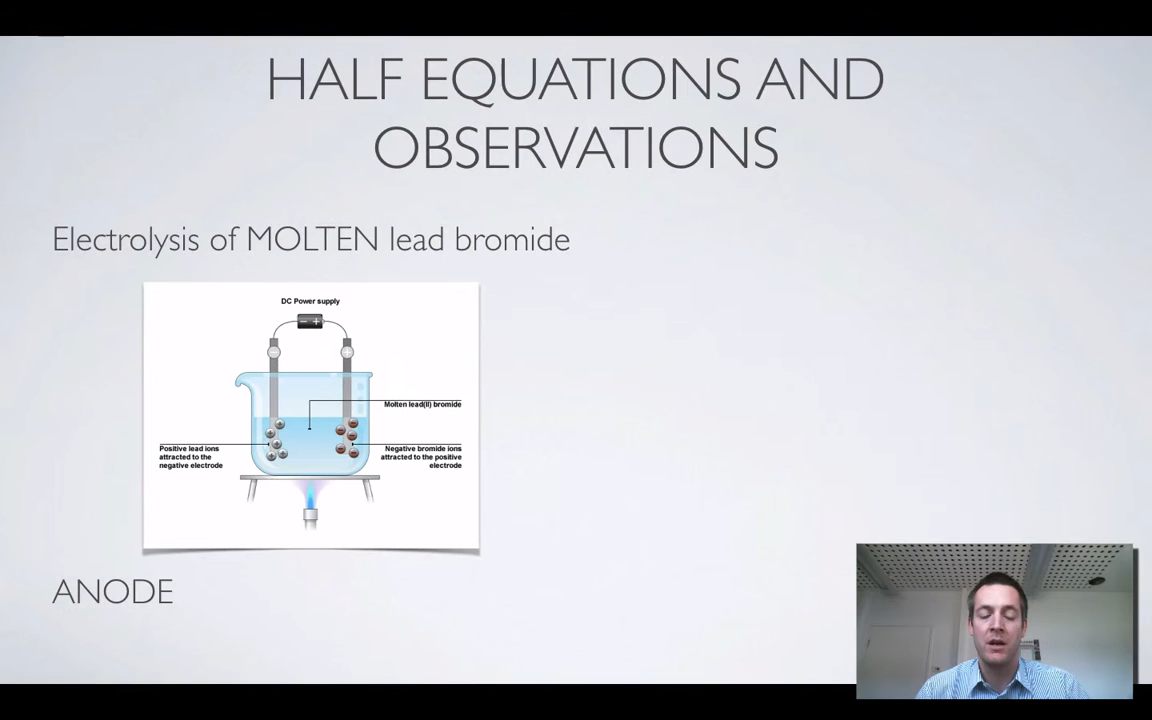 HALF EQUATIONS AND
OBSERVATIONS
Electrolysis of MOLTEN lead bromide
DC Power supply
− +
− +
Molten lead(II) bromide
Positive lead ions
attracted to the
negative electrode
Negative bromide ions
attracted to the positive
electrode
ANODE